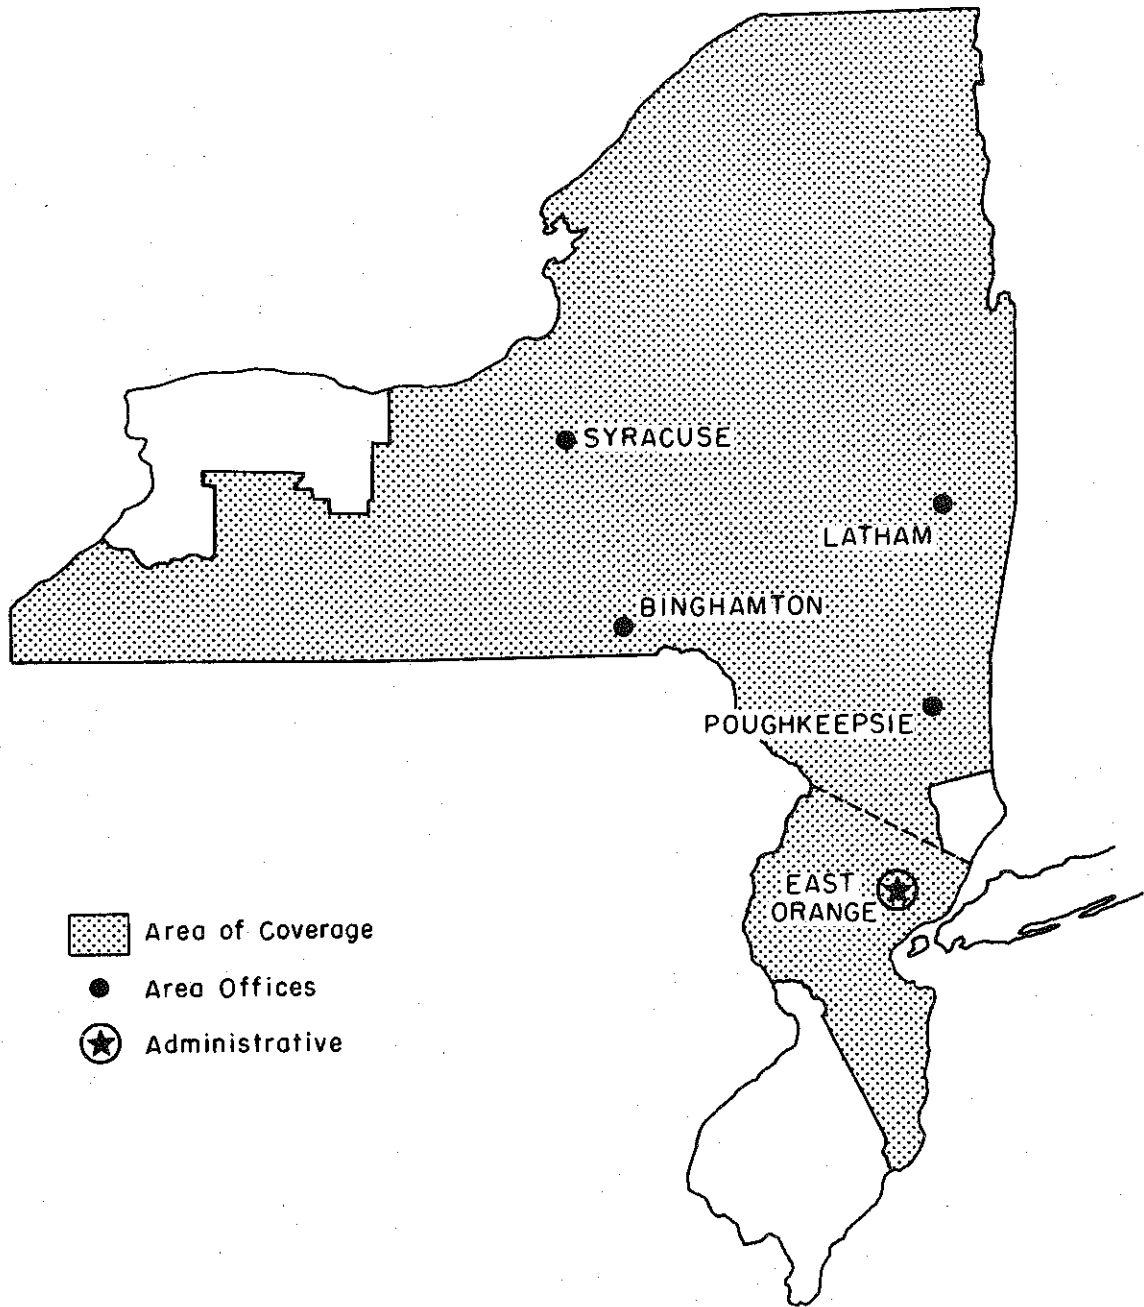 SYRACUSE
LATHAM
BINGHAMTON
POUGHKEEPSIE
EAST
ORANGE
Area of Coverage
Area Offices
Administrative